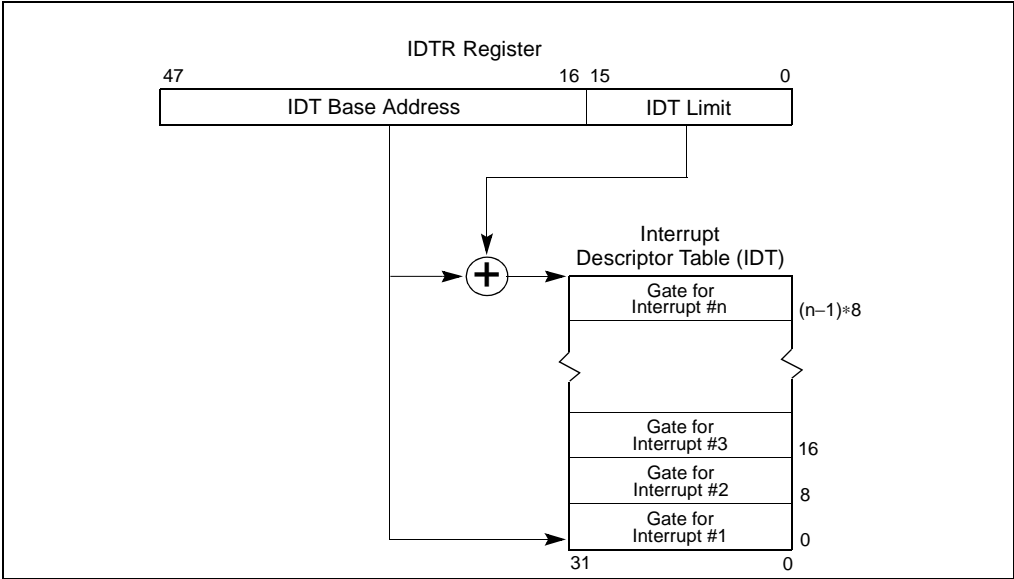 IDTR Register
47 16 15 0
IDT Base Address IDT Limit
+
Interrupt
Descriptor Table (IDT)
Gate for
Interrupt #n
(n−1)∗8
Gate for
Interrupt #3
16
Gate for
Interrupt #2
8
Gate for
Interrupt #1
0
31 0